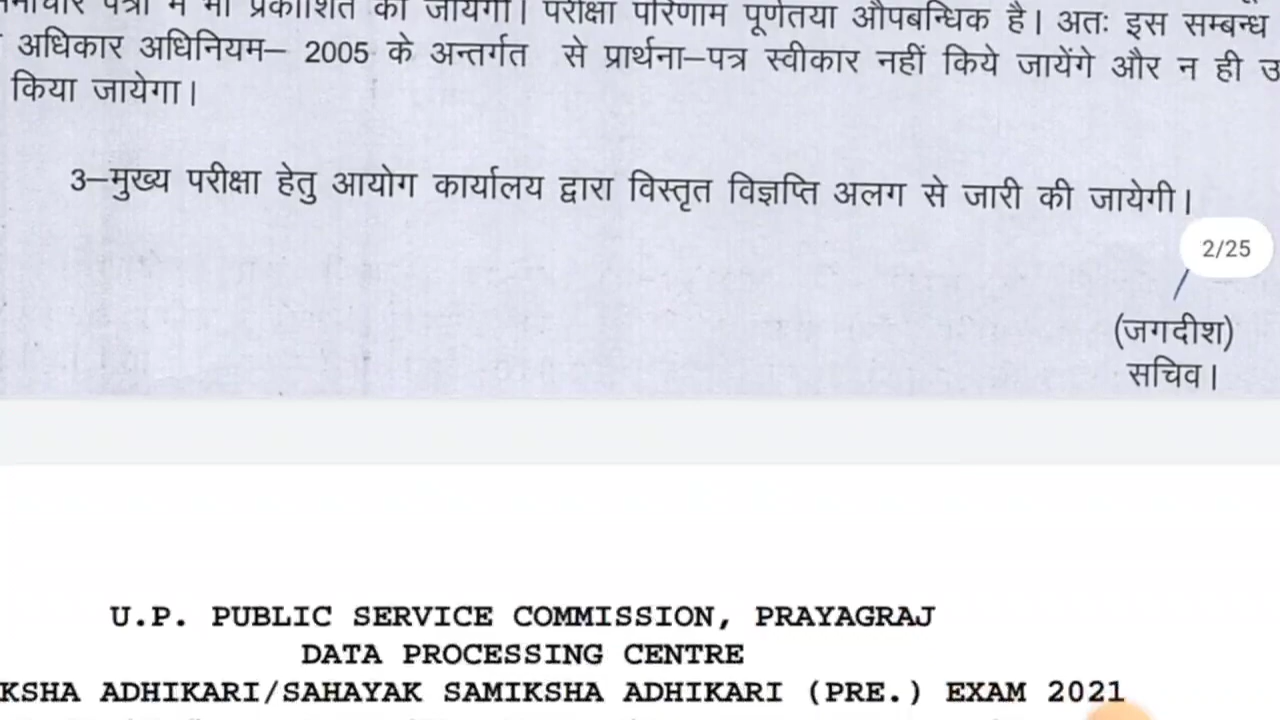 पत्रों में भी प्रकाशित की जायेगी। परीक्षा परिणाम पूर्णतया औपबन्धिक है। अतः इस सम्बन्ध
अधिकार अधिनियम– 2005 के अन्तर्गत से प्रार्थना–पत्र स्वीकार नहीं किये जायेंगे और न ही
किया जायेगा।
3–मुख्य परीक्षा हेतु आयोग कार्यालय द्वारा विस्तृत विज्ञप्ति अलग से जारी की जायेगी।
2/25
(जगदीश)
सचिव।
U.P. PUBLIC SERVICE COMMISSION, PRAYAGRAJ
DATA PROCESSING CENTRE
KSHA ADHIKARI/SAHAYAK SAMIKSHA ADHIKARI (PRE.) EXAM 2021